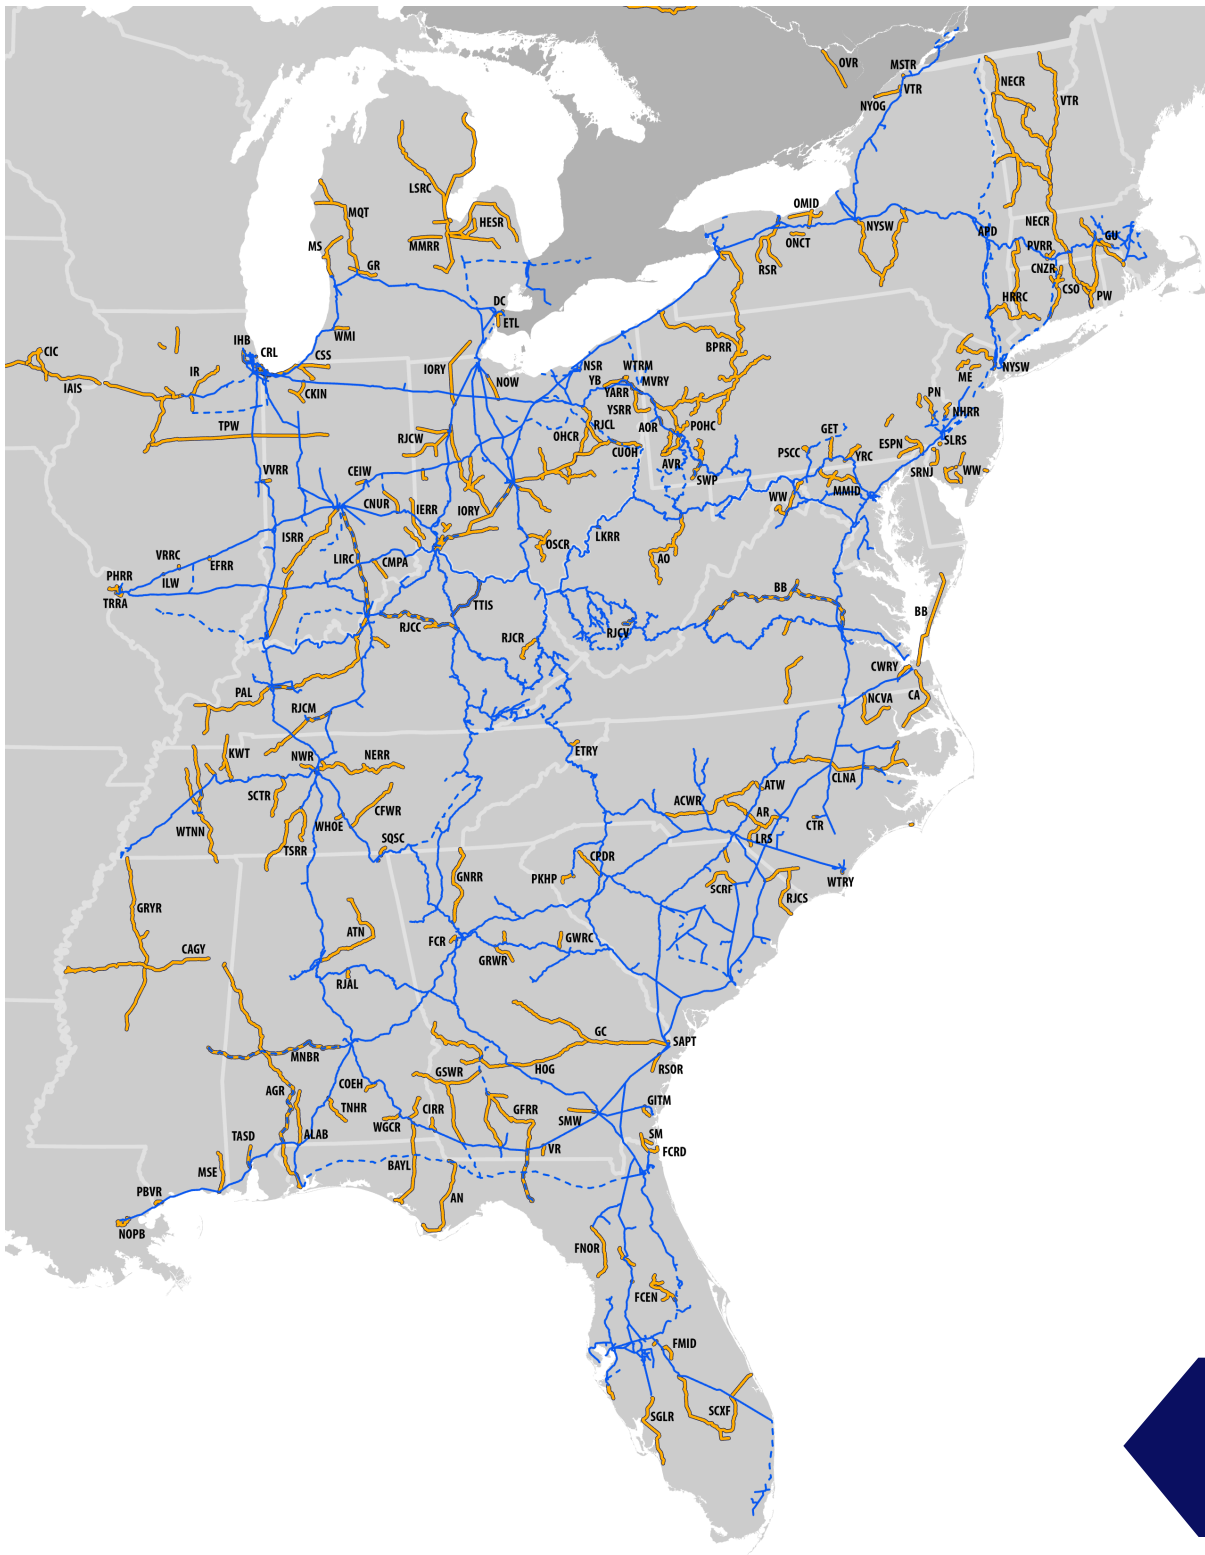 OVR
MSTR
VTR
NYOG
NECR
VTR
LSRC
MQT
HESR
OMID
NYSW
NECR
MS
MMRR
ONCT
APD
GU
PVRR
GR
RSR
CNZR
CSO
PW
HRRC
DC
ETL
WMI
IHB
CRL
BPRR
CIC
CSS
IORY
NSR
WTRM
NYSW
IR
YB
MVRY
ME
IAIS
NOW
YARR
CKIN
YSRR
PN
NHRR
TPW
RJCL
AOR
POHC
GET
RJCW
OHCR
ESPN
SLRS
CUOH
PSCC
YRC
AVR
SRNJ
WW
VVRR
CEIW
SWP
MMID
WW
CNUR
IERR
IORY
ISRR
LKRR
OSCR
VRRC
EFRR
LIRC
CMPA
AO
PHRR
ILW
TRRA
BB
TTIS
BB
RJCC
RJCR
RJCV
CWRY
PAL
NCVA
CA
RJCM
KWT
NWR
NERR
ETRY
CLNA
SCTR
ATW
ACWR
CFWR
AR
WTNN
WHOE
CTR
SQSC
LRS
TSRR
CPDR
GNRR
PKHP
WTRY
SCRF
RJCS
GRYR
ATN
FCR
GWRC
CAGY
GRWR
RJAL
GC
SAPT
MNBR
HOG
RSOR
GSWR
COEH
AGR
GITM
TNHR
CIRR
GFRR
SMW
WGCR
TASD
ALAB
SM
VR
FCRD
BAYL
MSE
PBVR
AN
NOPB
FNOR
FCEN
FMID
SGLR
SCXF